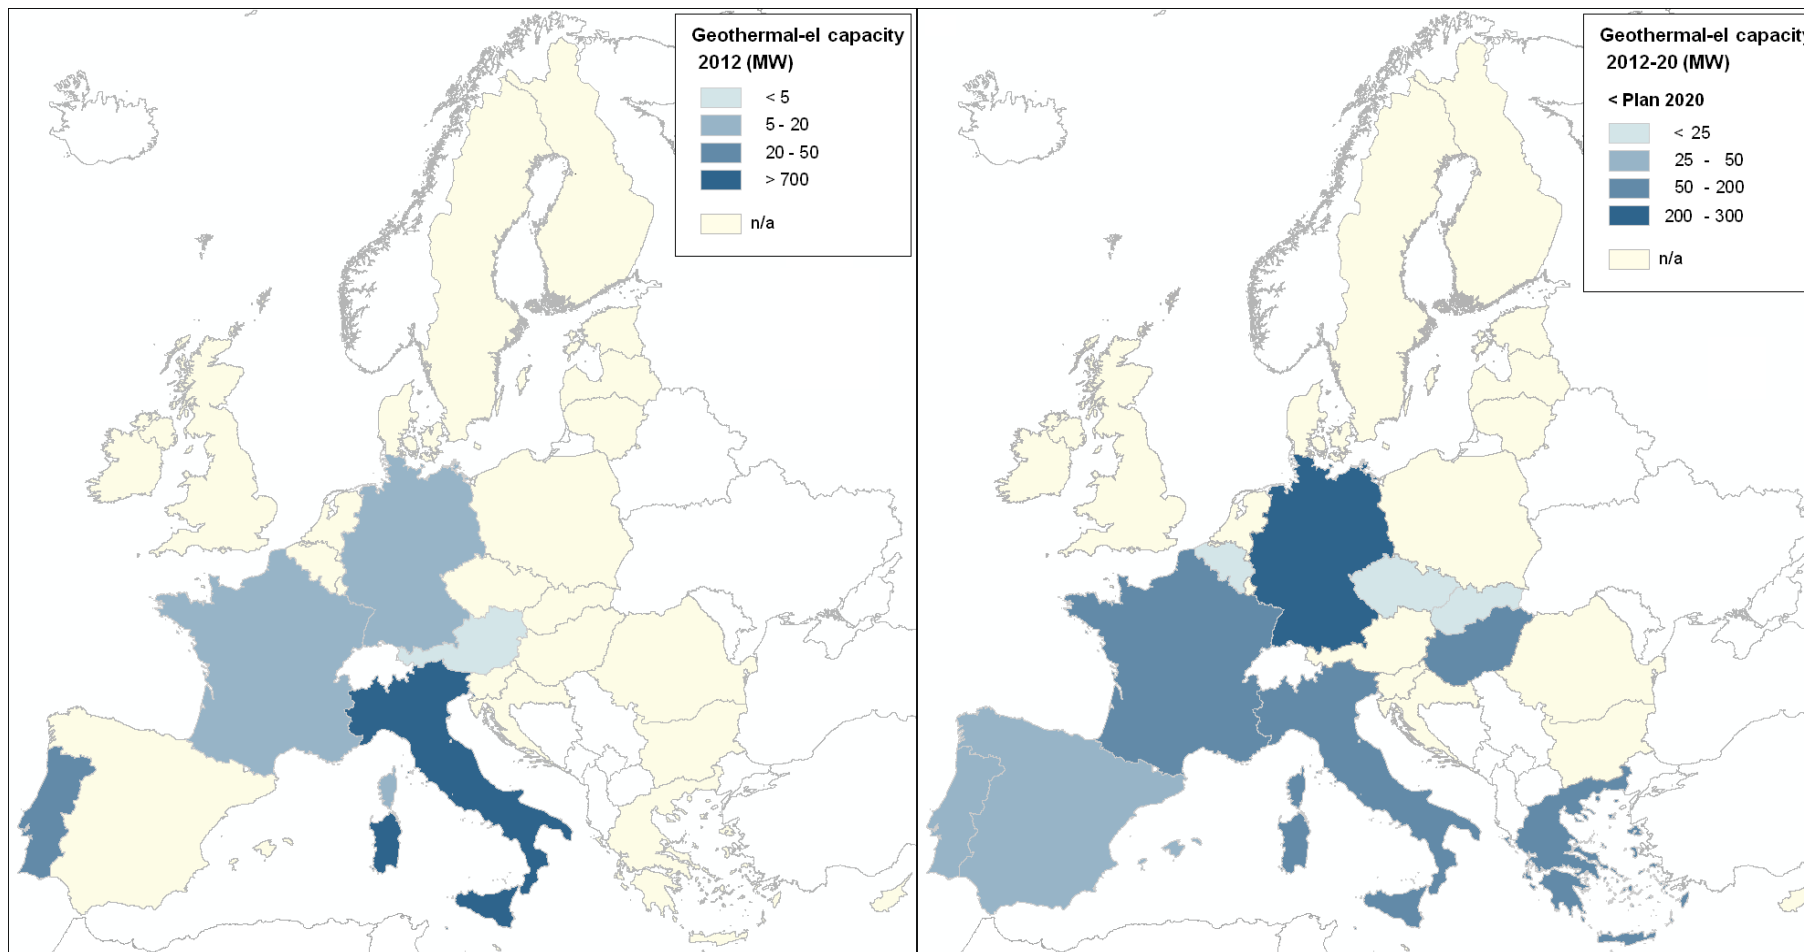 Geothermal-el capacity
2012 (MW)
< 5
5 - 20
20 - 50
> 700
n/a
Geothermal-el capacity
2012-20 (MW)
< Plan 2020
< 25
25 - 50
50 - 200
200 - 300
n/a